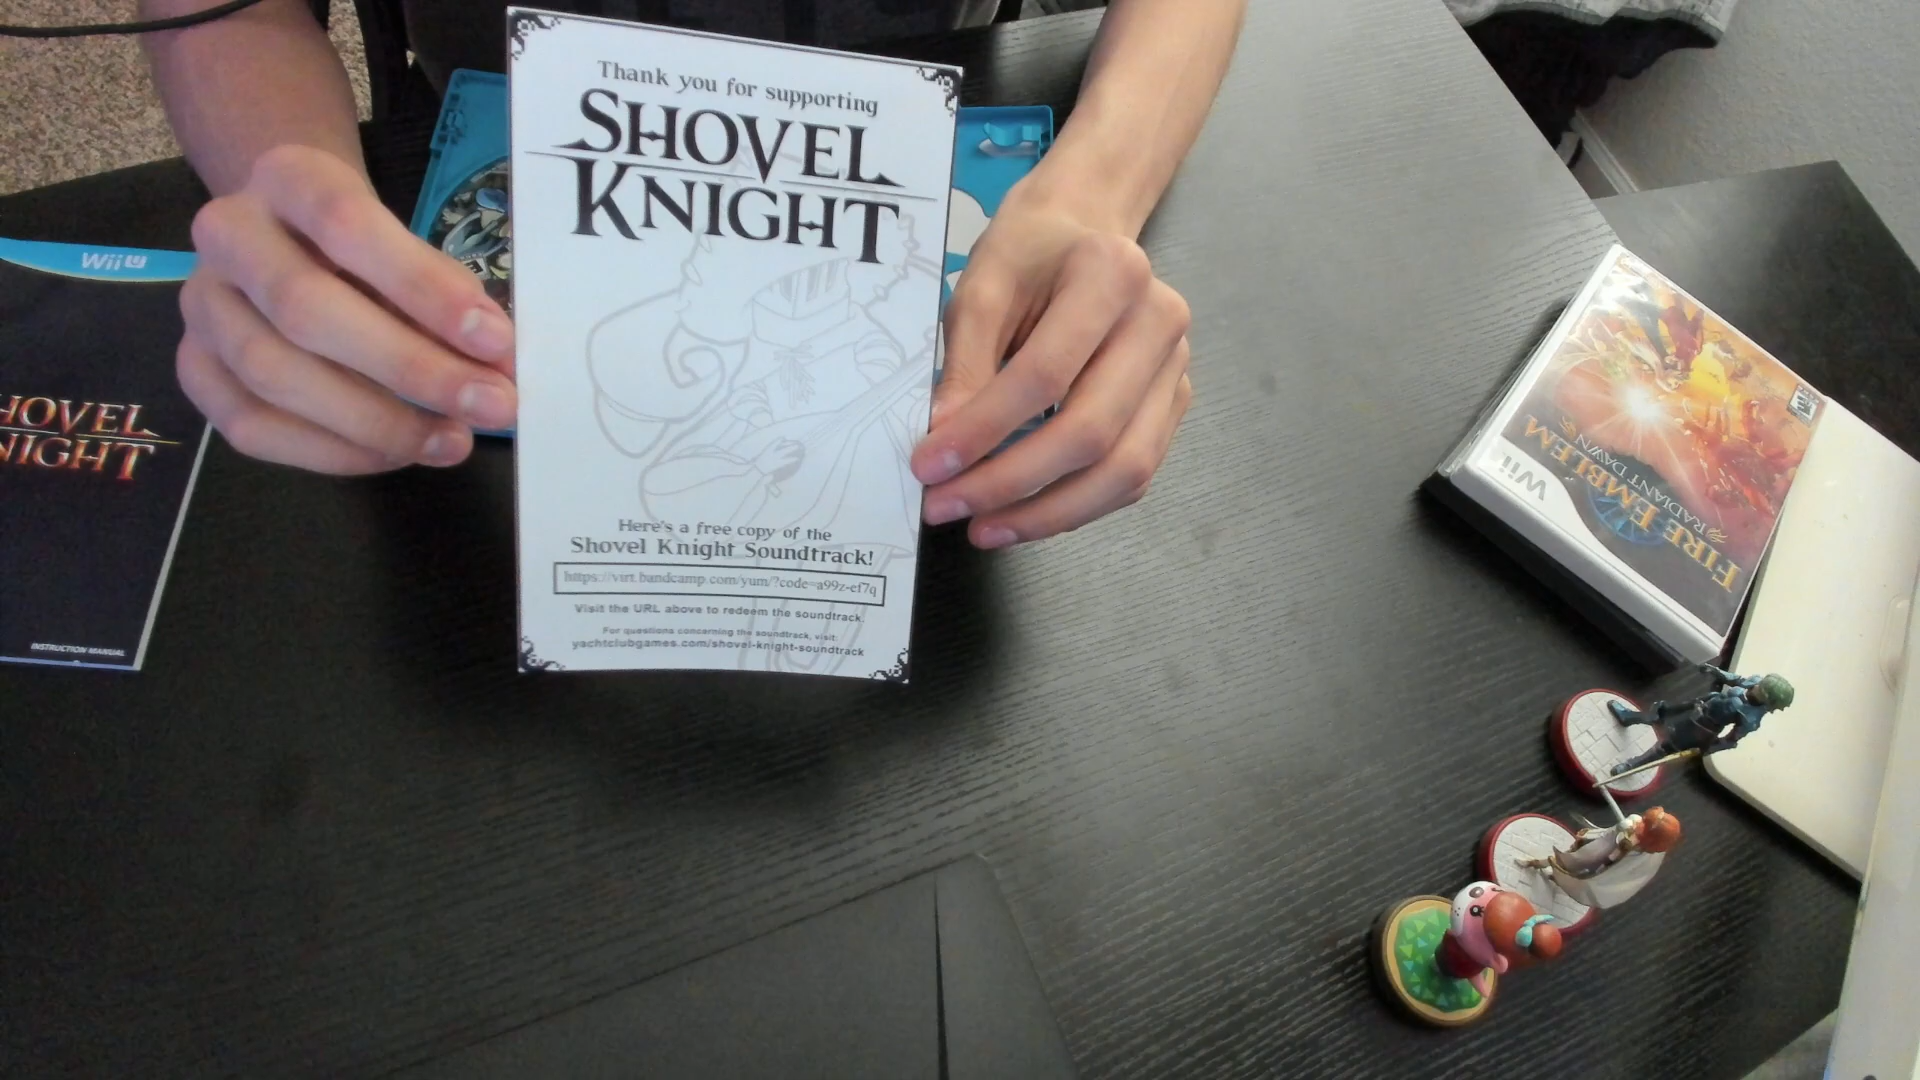 Thank you for supporting
SHOVEL
KNIGHT
Here's a free copy of the
Shovel Knight Soundtrack!
https://virt.bandcamp.com/yum/?code=a99z-ef7q
Visit the URL above to redeem the soundtrack.
For questions concerning the soundtrack, visit:
yachtclubgames.com/shovel-knight-soundtrack
Wii U
HOVEL
NIGHT
INSTRUCTION MANUAL
Wii
FIRE EMBLEM
RADIANT DAWN